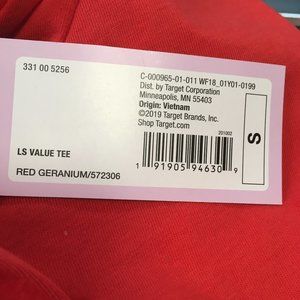 331 00 5256
C-000965-01-011 WF18_01Y01-0199
Dist. by Target Corporation
Minneapolis, MN 55403
Origin: Vietnam
©2019 Target Brands, Inc.
Shop Target.com
201002
S
1 91905 94630 9
LS VALUE TEE
RED GERANIUM/572306